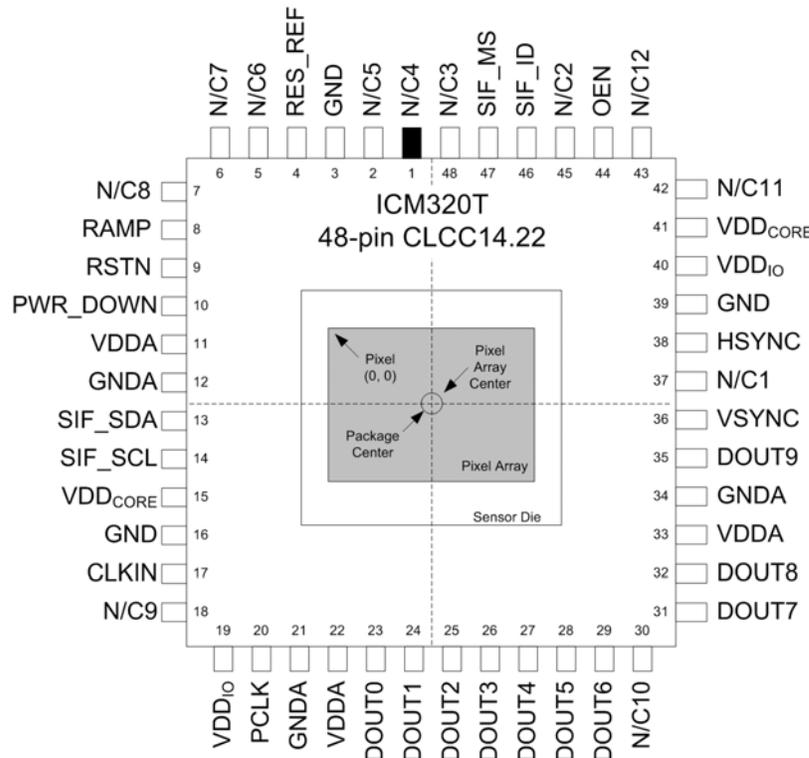 N/C7
N/C6
RES_REF
GND
N/C5
N/C4
N/C3
SIF_MS
SIF_ID
N/C2
OEN
N/C12
6 5 4 3 2 1 48 47 46 45 44 43
N/C8 7
RAMP 8
RSTN 9
PWR_DOWN 10
VDDA 11
GNDA 12
SIF_SDA 13
SIF_SCL 14
VDDCORE 15
GND 16
CLKIN 17
N/C9 18
ICM320T
48-pin CLCC14.22
Pixel
(0, 0)
Pixel
Array
Center
Package
Center
Pixel Array
Sensor Die
42 N/C11
41 VDDCORE
40 VDDIO
39 GND
38 HSYNC
37 N/C1
36 VSYNC
35 DOUT9
34 GNDA
33 VDDA
32 DOUT8
31 DOUT7
19 20 21 22 23 24 25 26 27 28 29 30
VDDIO
PCLK
GNDA
VDDA
DOUT0
DOUT1
DOUT2
DOUT3
DOUT4
DOUT5
DOUT6
N/C10